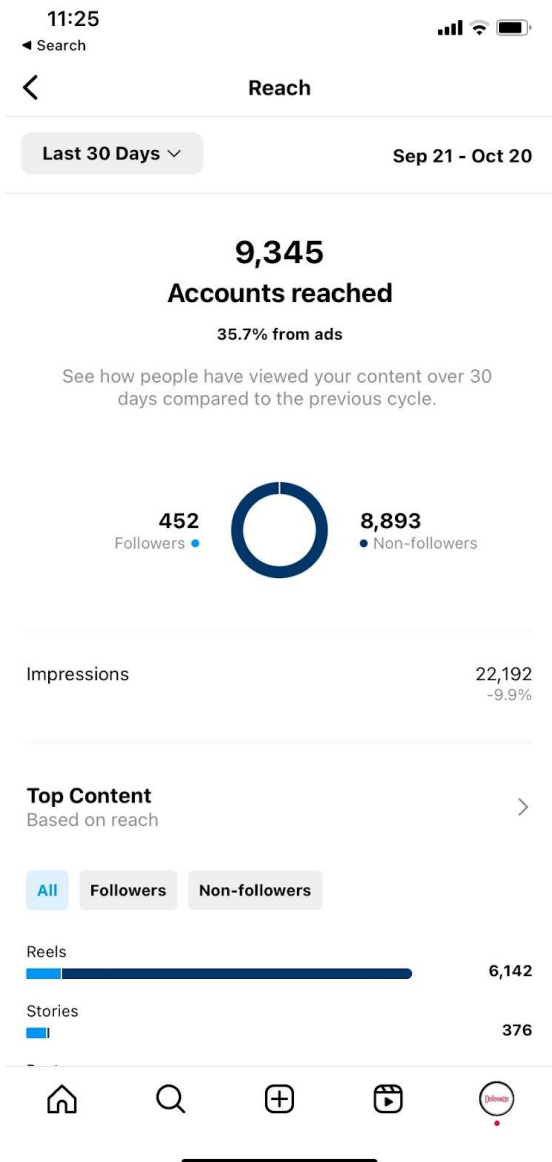 11:25
◀ Search
Reach
Last 30 Days
Sep 21 - Oct 20
9,345
Accounts reached
35.7% from ads
See how people have viewed your content over 30
days compared to the previous cycle.
452
Followers
8,893
Non-followers
Impressions
22,192
-9.9%
Top Content
Based on reach
All
Followers
Non-followers
Reels
6,142
Stories
376